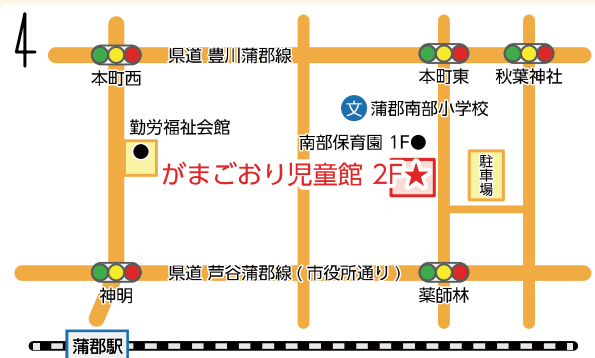 4
県道 豊川蒲郡線
本町西
本町東
秋葉神社
文 蒲郡南部小学校
勤労福祉会館
南部保育園 1F
がまごおり児童館 2F
駐車場
県道 芦谷蒲郡線(市役所通り)
神明
薬師林
蒲郡駅